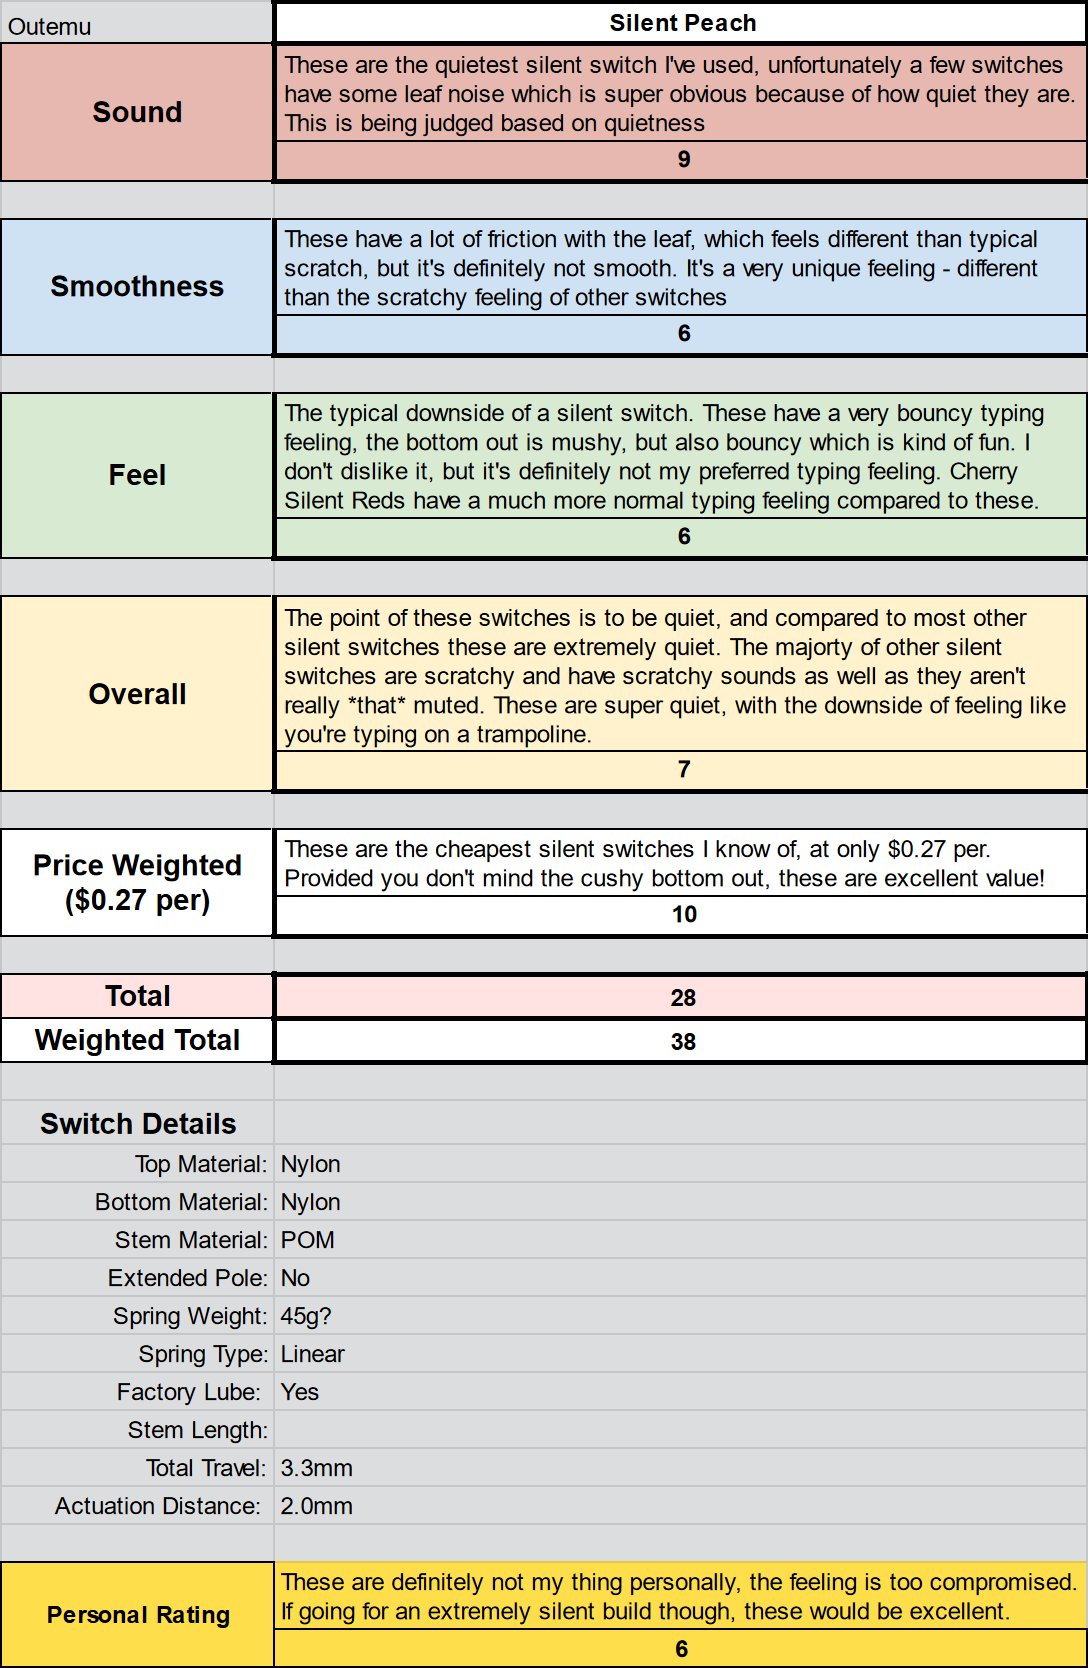 Outemu
Silent Peach
Sound
These are the quietest silent switch I've used, unfortunately a few switches
have some leaf noise which is super obvious because of how quiet they are.
This is being judged based on quietness
9
Smoothness
These have a lot of friction with the leaf, which feels different than typical
scratch, but it's definitely not smooth. It's a very unique feeling - different
than the scratchy feeling of other switches
6
Feel
The typical downside of a silent switch. These have a very bouncy typing
feeling, the bottom out is mushy, but also bouncy which is kind of fun. I
don't dislike it, but it's definitely not my preferred typing feeling. Cherry
Silent Reds have a much more normal typing feeling compared to these.
6
Overall
The point of these switches is to be quiet, and compared to most other
silent switches these are extremely quiet. The majorty of other silent
switches are scratchy and have scratchy sounds as well as they aren't
really *that* muted. These are super quiet, with the downside of feeling like
you're typing on a trampoline.
7
Price Weighted
($0.27 per)
These are the cheapest silent switches I know of, at only $0.27 per.
Provided you don't mind the cushy bottom out, these are excellent value!
10
Total
28
Weighted Total
38
Switch Details
Top Material: Nylon
Bottom Material: Nylon
Stem Material: POM
Extended Pole: No
Spring Weight: 45g?
Spring Type: Linear
Factory Lube: Yes
Stem Length:
Total Travel: 3.3mm
Actuation Distance: 2.0mm
Personal Rating
These are definitely not my thing personally, the feeling is too compromised.
If going for an extremely silent build though, these would be excellent.
6